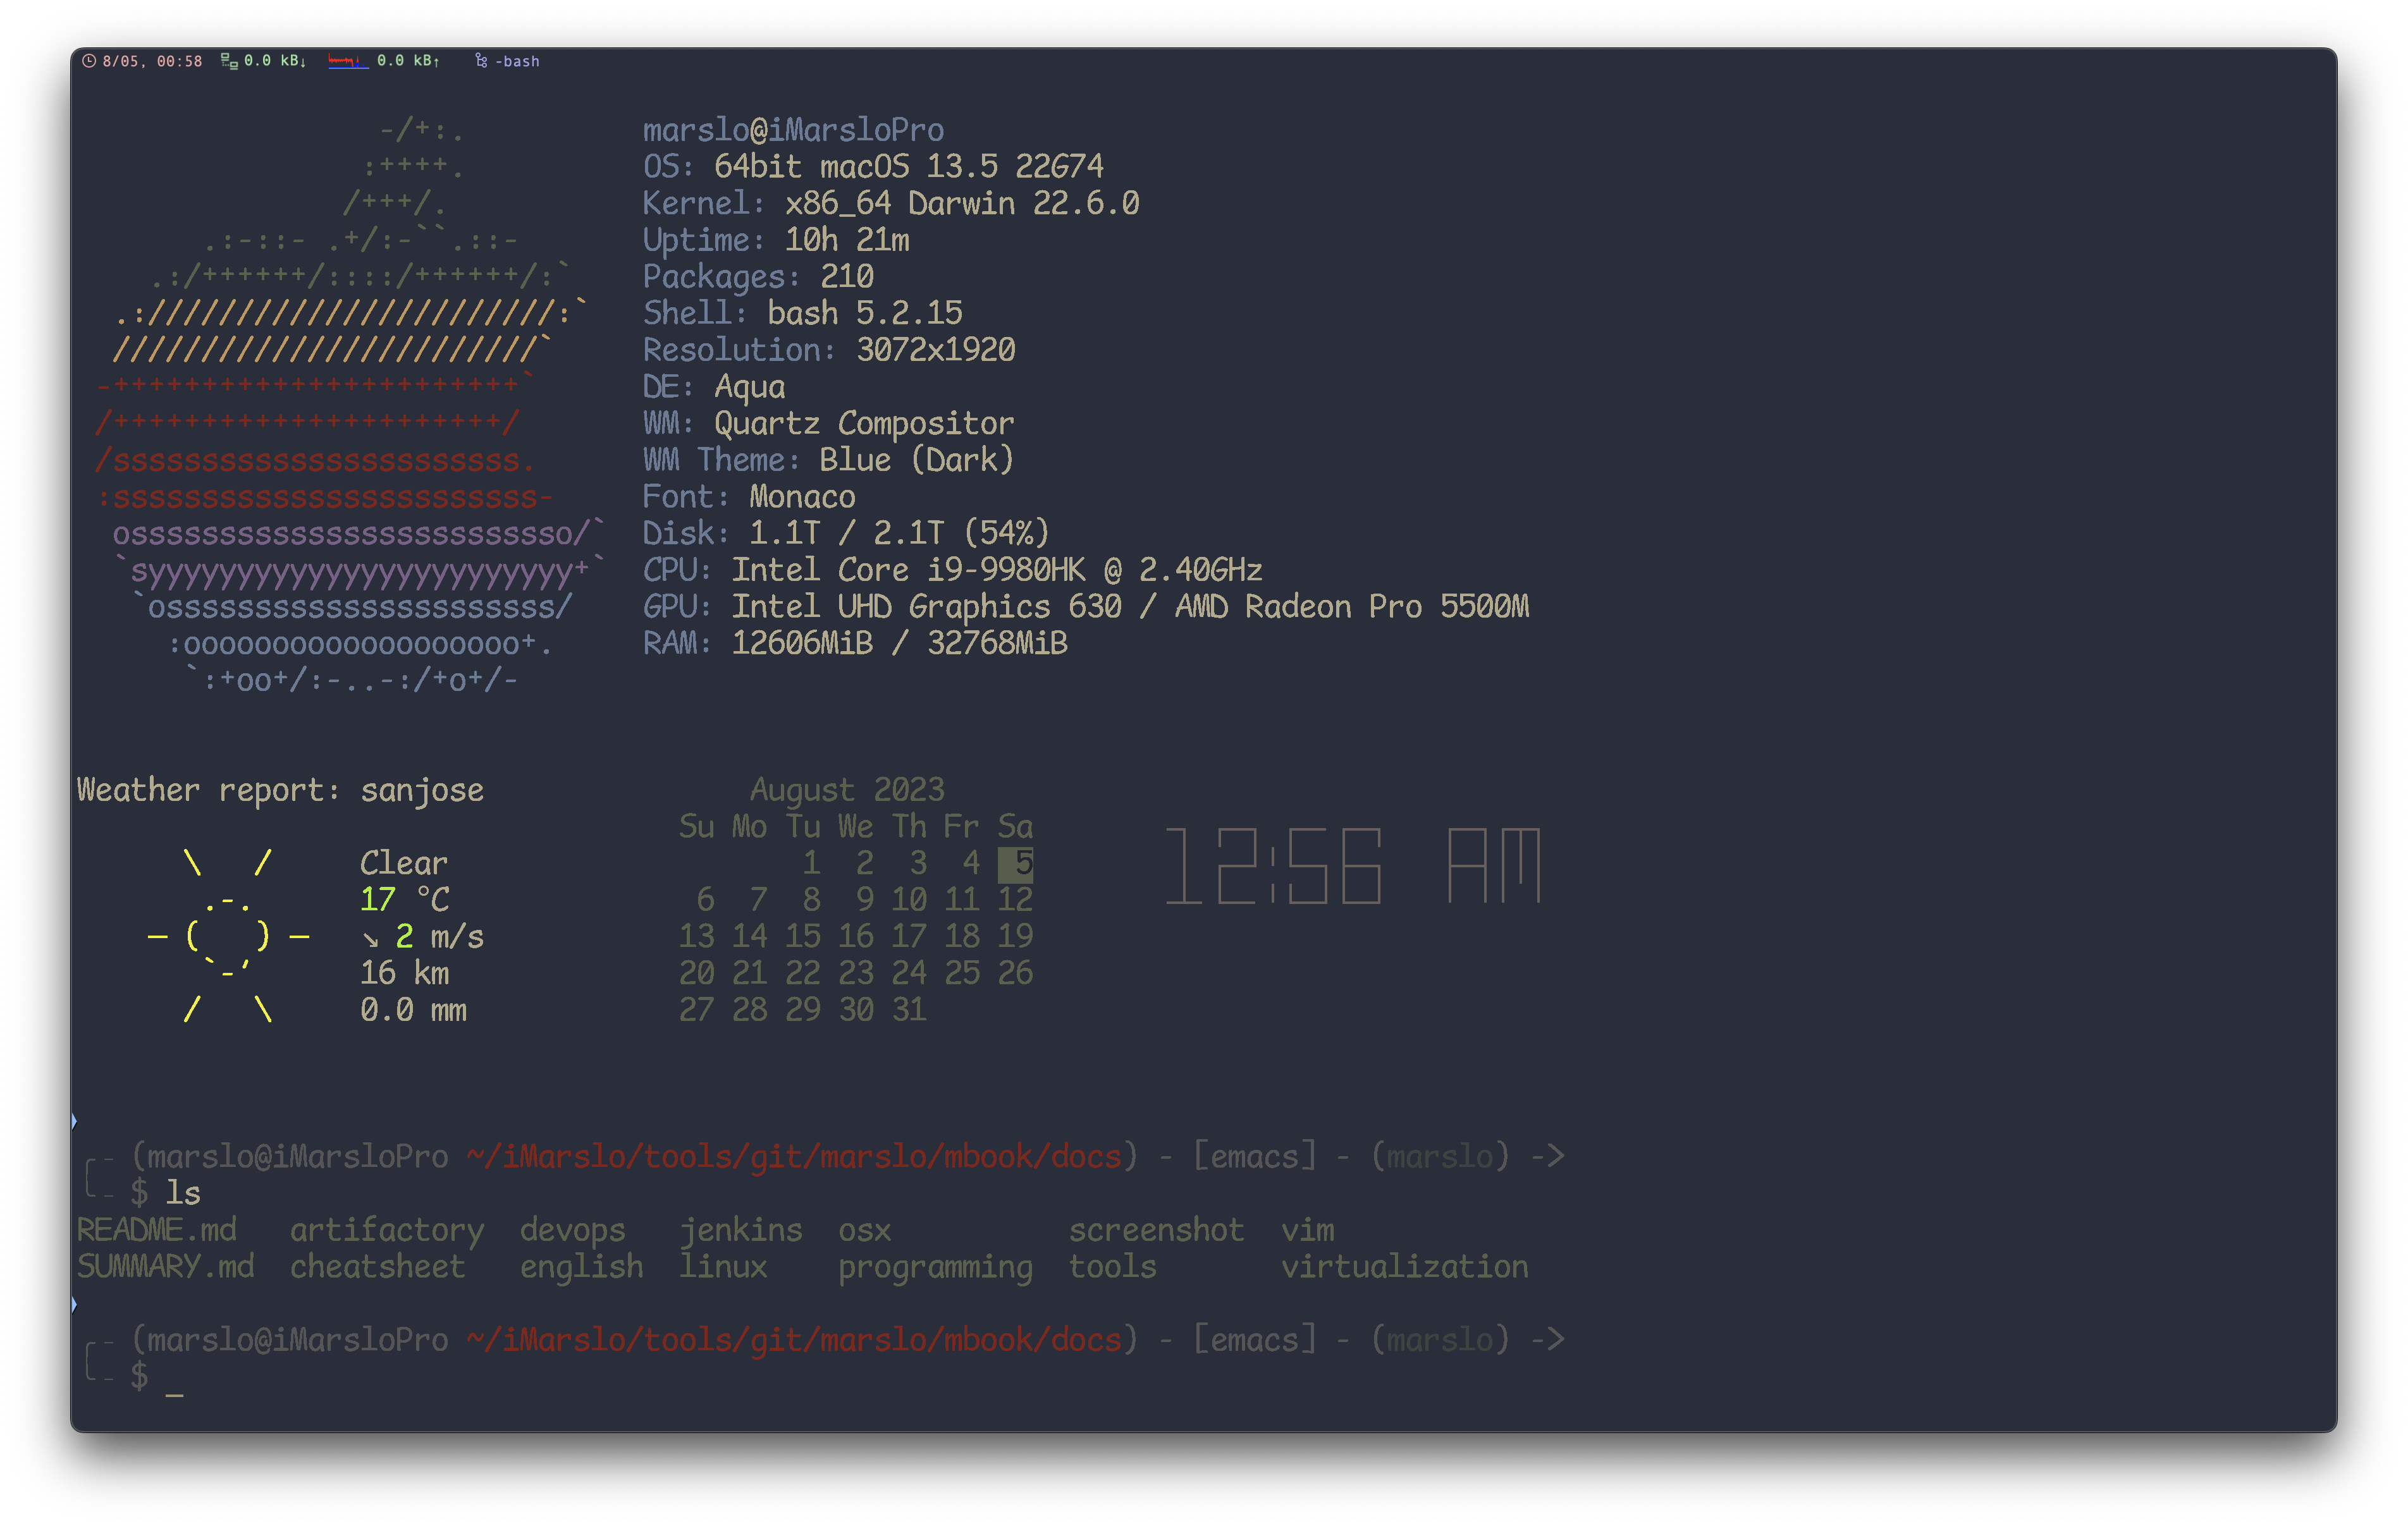 8/05, 00:58 0.0 kB↓ 0.0 kB↑ -bash
-/+:. marslo@iMarsloPro
:++++. OS: 64bit macOS 13.5 22G74
/+++/. Kernel: x86_64 Darwin 22.6.0
.:-::- .+/:-``.::- Uptime: 10h 21m
.:/++++++/::::/++++++/:` Packages: 210
.:///////////////////////:` Shell: bash 5.2.15
////////////////////////` Resolution: 3072x1920
-+++++++++++++++++++++++` DE: Aqua
/++++++++++++++++++++++/ WM: Quartz Compositor
/sssssssssssssssssssssss. WM Theme: Blue (Dark)
:ssssssssssssssssssssssss- Font: Monaco
osssssssssssssssssssssssso/` Disk: 1.1T / 2.1T (54%)
`syyyyyyyyyyyyyyyyyyyyyyyy+` CPU: Intel Core i9-9980HK @ 2.40GHz
`ossssssssssssssssssssss/ GPU: Intel UHD Graphics 630 / AMD Radeon Pro 5500M
:ooooooooooooooooooo+. RAM: 12606MiB / 32768MiB
`:+oo+/:-..-:/+o+/-
Weather report: sanjose August 2023
Su Mo Tu We Th Fr Sa
\ / Clear 1 2 3 4 5 12:56 AM
.-. 17 °C 6 7 8 9 10 11 12
― ( ) ― ↘ 2 m/s 13 14 15 16 17 18 19
`-’ 16 km 20 21 22 23 24 25 26
/ \ 0.0 mm 27 28 29 30 31
╭╴- (marslo@iMarsloPro ~/iMarslo/tools/git/marslo/mbook/docs) - [emacs] - (marslo) ->
╰╴- $ ls
README.md artifactory devops jenkins osx screenshot vim
SUMMARY.md cheatsheet english linux programming tools virtualization
╭╴- (marslo@iMarsloPro ~/iMarslo/tools/git/marslo/mbook/docs) - [emacs] - (marslo) ->
╰╴- $ _